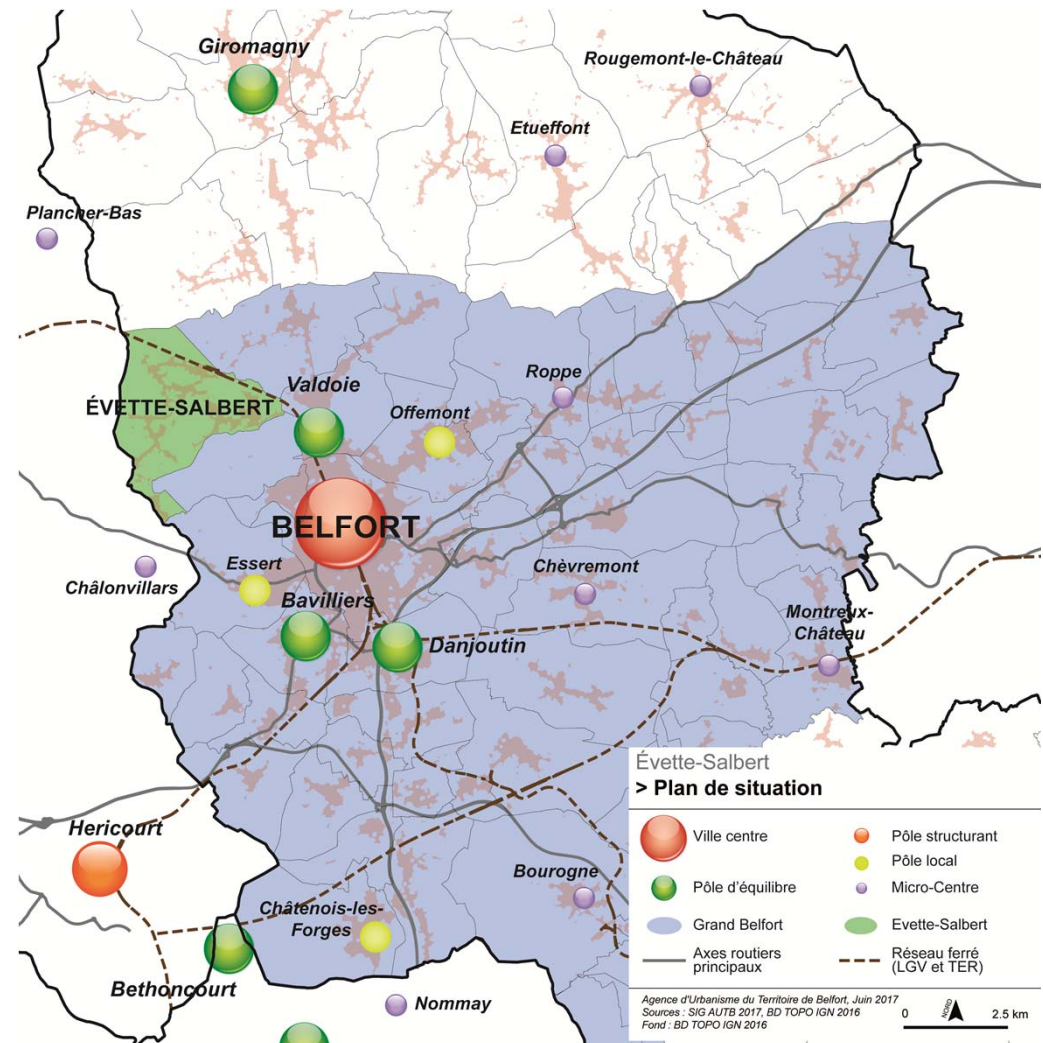 Giromagny
Rougemont-le-Château
Etueffont
Plancher-Bas
Roppe
Valdoie
ÉVETTE-SALBERT
Offemont
BELFORT
Essert
Châlonvillars
Chèvremont
Bavilliers
Montreux-
Château
Danjoutin
Évette-Salbert
> Plan de situation
Hericourt
Ville centre
Pôle structurant
Pôle local
Pôle d'équilibre
Micro-Centre
Bourogne
Châtenois-les-
Forges
Grand Belfort
Evette-Salbert
Axes routiers
principaux
Réseau ferré
(LGV et TER)
Bethoncourt
Nommay
Agence d'Urbanisme du Territoire de Belfort, Juin 2017
Sources : SIG AUTB 2017, BD TOPO IGN 2016
Fond : BD TOPO IGN 2016
NORD
0 2.5 km